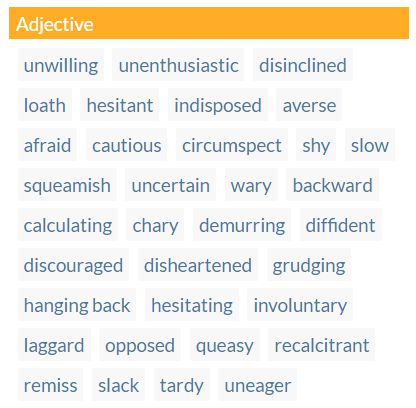 Adjective
unwilling unenthusiastic disinclined
loath hesitant indisposed averse
afraid cautious circumspect shy slow
squeamish uncertain wary backward
calculating chary demurring diffident
discouraged disheartened grudging
hanging back hesitating involuntary
laggard opposed queasy recalcitrant
remiss slack tardy uneager